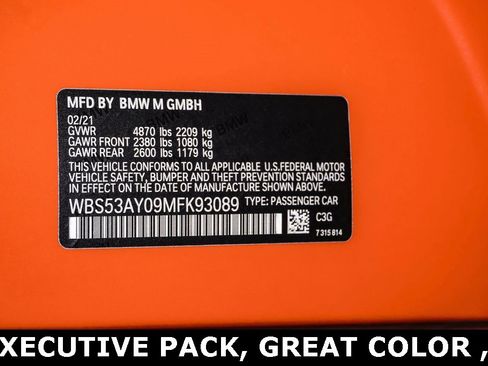 MFD BY BMW M GMBH
02/21
GVWR 4870 lbs 2209 kg
GAWR FRONT 2380 lbs 1080 kg
GAWR REAR 2600 lbs 1179 kg
THIS VEHICLE CONFORMS TO ALL APPLICABLE U.S.FEDERAL MOTOR
VEHICLE SAFETY, BUMPER AND THEFT PREVENTION STANDARDS
IN EFFECT ON THE DATE OF MANUFACTURE SHOWN ABOVE.
WBS53AY09MFK93089 TYPE: PASSENGER CAR
C3G
7 315 814
XECUTIVE PACK, GREAT COLOR ,